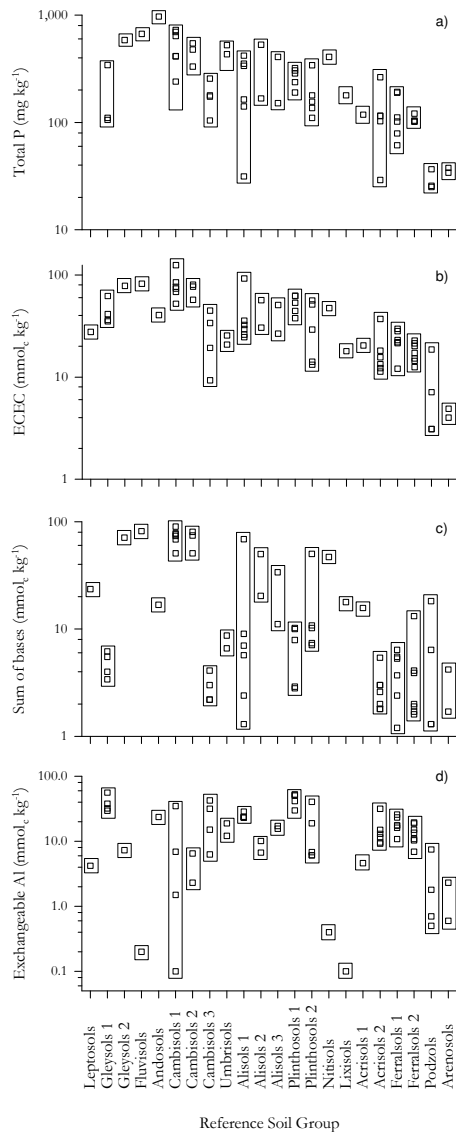 a)
1,000
100
10
Total P (mg kg⁻¹)
b)
100
10
1
ECEC (mmol_c kg⁻¹)
c)
100
10
1
Sum of bases (mmol_c kg⁻¹)
d)
100.0
10.0
1.0
0.1
Exchangeable Al (mmol_c kg⁻¹)
Leptosols
Gleysols 1
Gleysols 2
Fluvisols
Andosols
Cambisols 1
Cambisols 2
Cambisols 3
Umbrisols
Alisols 1
Alisols 2
Alisols 3
Plinthosols 1
Plinthosols 2
Nitisols
Lixisols
Acrisols 1
Acrisols 2
Ferralsols 1
Ferralsols 2
Podzols
Arenosols
Reference Soil Group